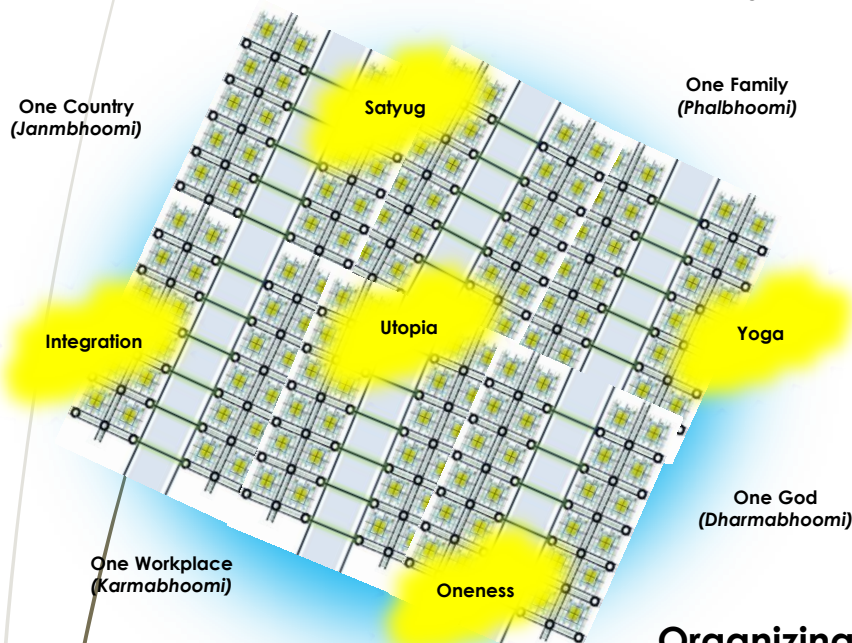 Satyug
One Family
(Phalbhoomi)
One Country
(Janmbhoomi)
Integration
Utopia
Yoga
One God
(Dharmabhoomi)
One Workplace
(Karmabhoomi)
Oneness
Organizing